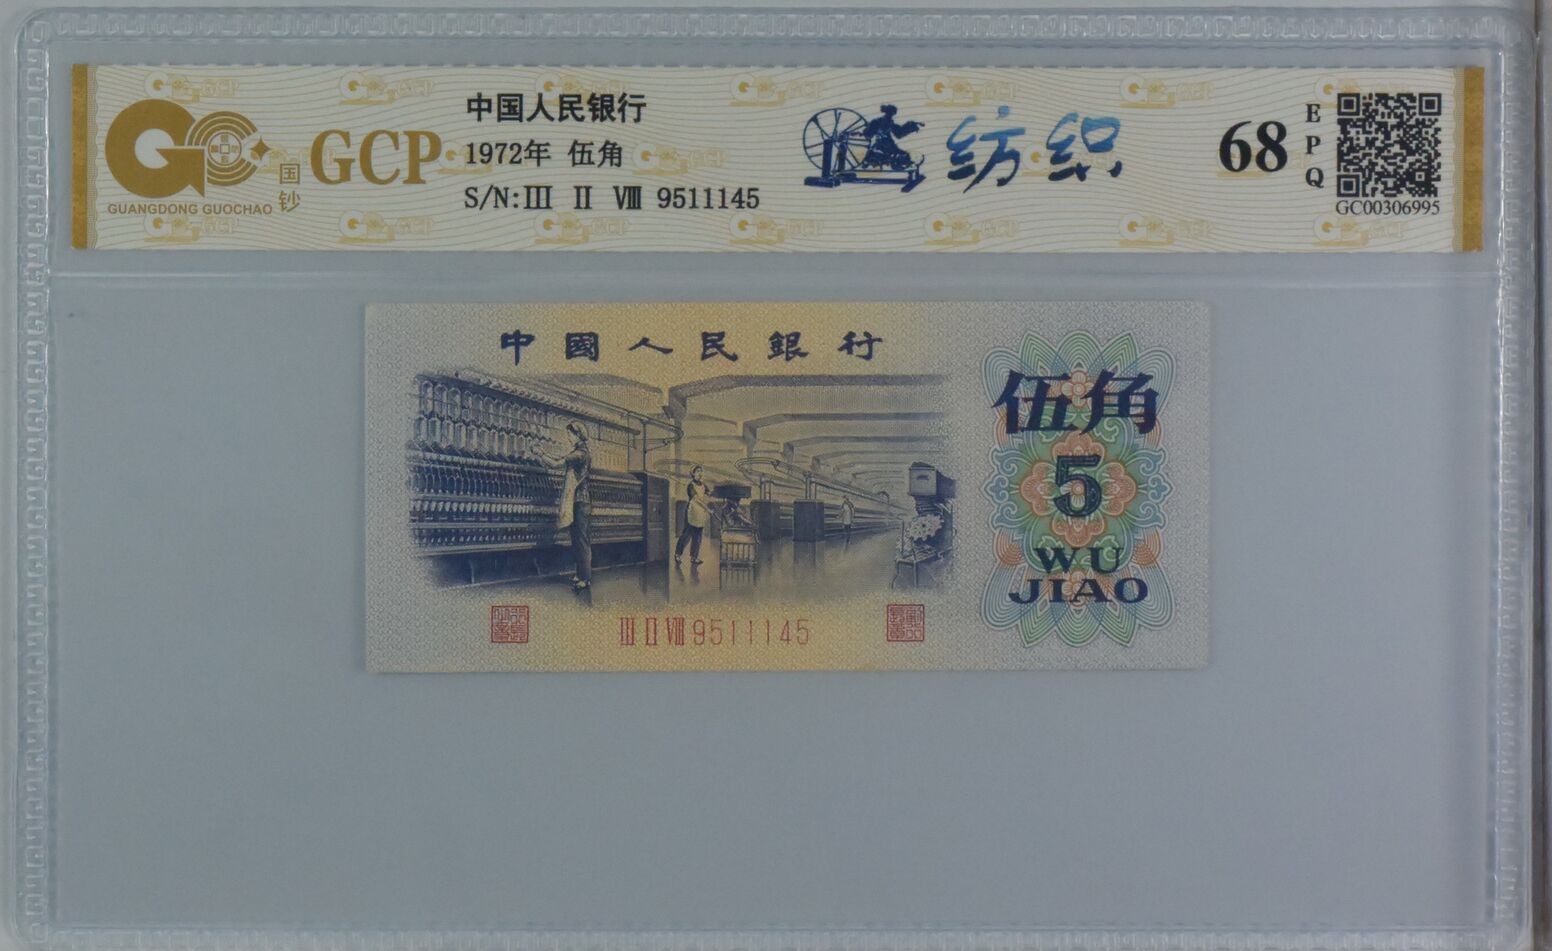 GCP
国钞
GUANGDONG GUOCHAO
中国人民银行
1972年 伍角
S/N:Ⅲ Ⅱ Ⅷ 9511145
纺织
68
EPQ
GC00306995
中國人民銀行
伍角
5
WU
JIAO
Ⅲ Ⅱ Ⅷ 9511145